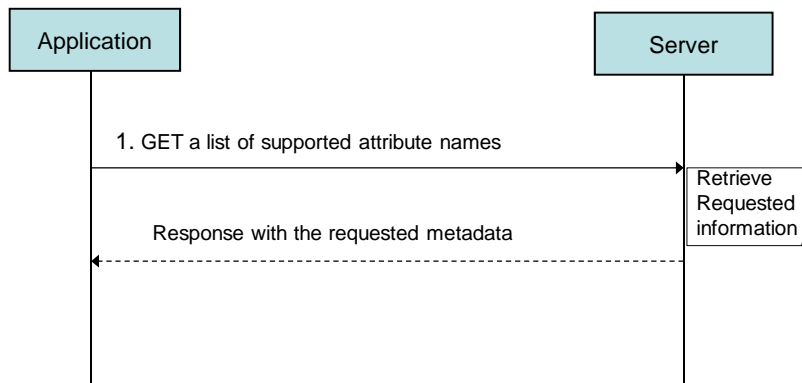 Application
Server
1. GET a list of supported attribute names
Retrieve
Requested
information
Response with the requested metadata